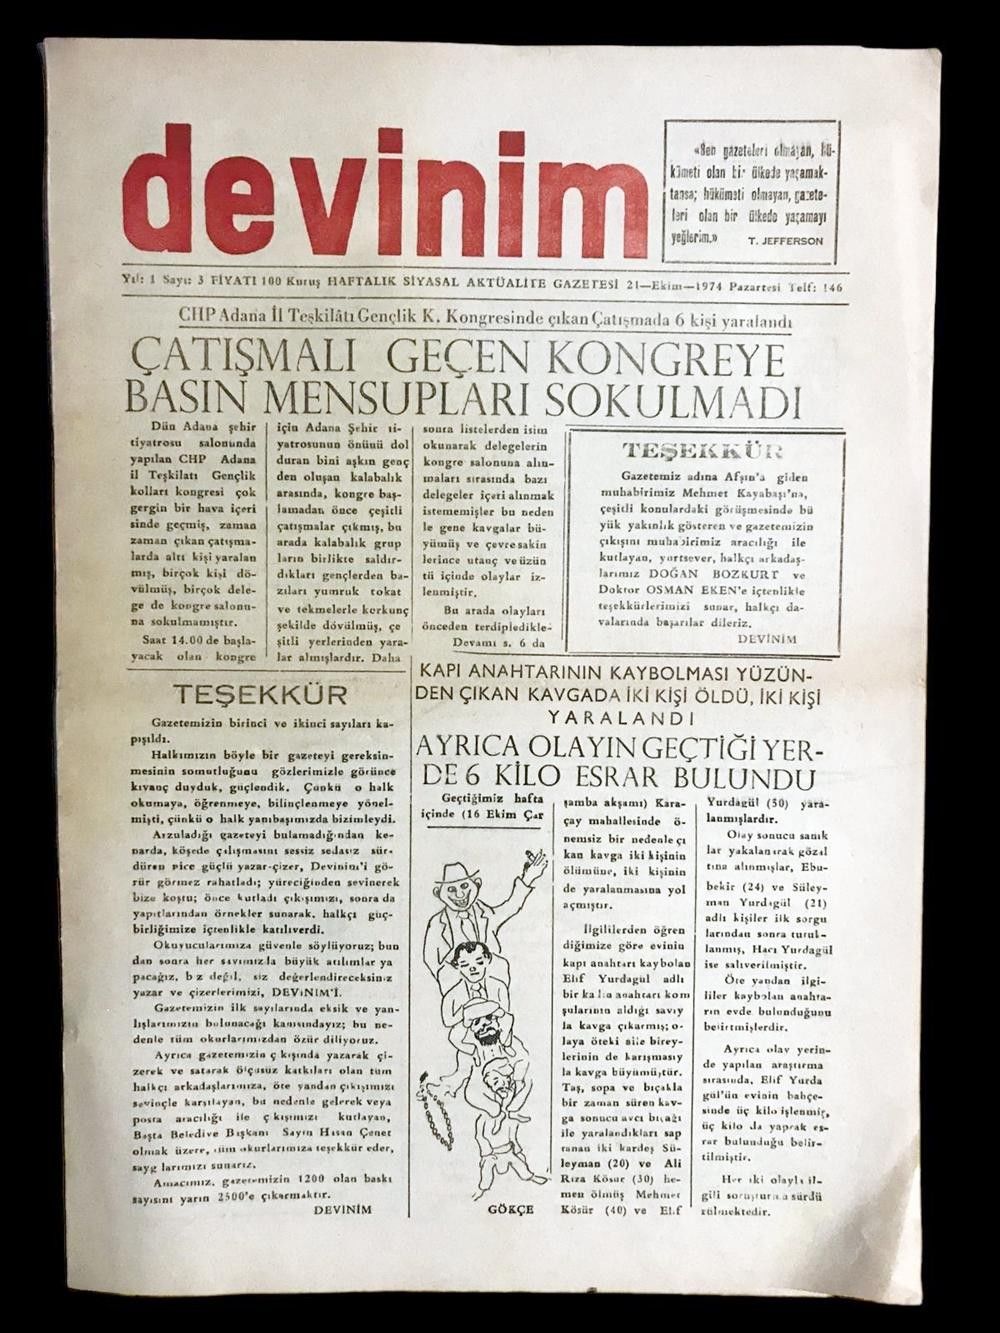 devinim
«Ben gazeteleri olmayan, hü-
kümeti olan bir ülkede yaşamak-
tansa; hükümeti olmayan, gazete-
leri olan bir ülkede yaşamayı
yeğlerim.» T. JEFFERSON
Yıl: 1 Sayı: 3 FİYATI 100 Kuruş HAFTALIK SİYASAL AKTÜALİTE GAZETESİ 21—Ekim—1974 Pazartesi Telf: 146
CHP Adana İl Teşkilâtı Gençlik K. Kongresinde çıkan Çatışmada 6 kişi yaralandı
ÇATIŞMALI GEÇEN KONGREYE
BASIN MENSUPLARI SOKULMADI
Dün Adana şehir
tiyatrosu salonunda
yapılan CHP Adana
il Teşkilatı Gençlik
kolları kongresi çok
gergin bir hava içeri
sinde geçmiş, zaman
zaman çıkan çatışma-
larda altı kişi yaralan
mış, birçok kişi dö-
vülmüş, birçok dele-
ge de kongre salonu-
na sokulmamıştır.
Saat 14.00 de başla-
yacak olan kongre
için Adana Şehir ti-
yatrosunun önünü dol
duran bini aşkın genç
den oluşan kalabalık
arasında, kongre baş-
lamadan önce çeşitli
çatışmalar çıkmış, bu
arada kalabalık grup
ların birlikte saldır-
dıkları gençlerden ba-
zıları yumruk tokat
ve tekmelerle korkunç
şekilde dövülmüş, çe
şitli yerlerinden yara-
lar almışlardır. Daha
sonra listelerden isim
okunarak delegelerin
kongre salonuna alın-
maları sırasında bazı
delegeler içeri alınmak
istememişler bu neden
le gene kavgalar bü-
yümüş ve çevre sakin
lerince utanç ve üzün
tü içinde olaylar iz-
lenmiştir.
Bu arada olayları
önceden terdipledikle-
Devamı s. 6 da
TEŞEKKÜR
Gazetemiz adına Afşın'a giden
muhabirimiz Mehmet Kayabaşı'na,
çeşitli konulardaki görüşmesinde bü
yük yakınlık gösteren ve gazetemizin
çıkışını muhabirimiz aracılığı ile
kutlayan, yurtsever, halkçı arkadaş-
larımız DOĞAN BOZKURT ve
Doktor OSMAN EKEN'e içtenlikle
teşekkürlerimizi sunar, halkçı da-
valarında başarılar dileriz.
DEVİNİM
TEŞEKKÜR
Gazetemizin birinci ve ikinci sayıları ka-
pışıldı.
Halkımızın böyle bir gazeteyi gereksin-
mesinin somutluğunu gözlerimizle görünce
kıvanç duyduk, güçlendik. Çünkü o halk
okumaya, öğrenmeye, bilinçlenmeye yönel-
mişti, çünkü o halk yanıbaşımızda bizimleydi.
Arzuladığı gazeteyi bulamadığından ke-
narda, köşede çalışmasını sessiz sedasız sür-
düren nice güçlü yazar-çizer, Devinim'i gö-
rür görmez rahatladı; yüreciğinden sevinerek
bize koştu; önce kutladı çıkışımızı, sonra da
yapıtlarından örnekler sunarak, halkçı güç-
birliğimize içtenlikle katılıverdi.
Okuyucularımıza güvenle söylüyoruz; bun
dan sonra her sayımızda büyük atılımlar ya
pacağız, biz değil, siz değerlendireceksiniz
yazar ve çizerlerimizi, DEVİNİM'İ.
Gazetemizin ilk sayılarında eksik ve yan-
lışlarımızın bulunacağı kanısındayız; bu ne-
denle tüm okurlarımızdan özür diliyoruz.
Ayrıca gazetemizin çıkışında yazarak çi-
zerek ve satarak ölçüsüz katkıları olan tüm
halkçı arkadaşlarımıza, öte yandan çıkışımızı
sevinçle karşılayan, bu nedenle gelerek veya
posta aracılığı ile çıkışımızı kutlayan,
Başta Belediye Başkanı Sayın Hasan Çenet
olmak üzere, tüm okurlarımıza teşekkür eder,
saygılarımızı sunarız.
Amacımız, gazetemizin 1200 olan baskı
sayısını yarın 2500'e çıkarmaktır.
DEVİNİM
KAPI ANAHTARININ KAYBOLMASI YÜZÜN-
DEN ÇIKAN KAVGADA İKİ KİŞİ ÖLDÜ, İKİ KİŞİ
YARALANDI
AYRICA OLAYIN GEÇTİĞİ YER-
DE 6 KİLO ESRAR BULUNDU
Geçtiğimiz hafta
içinde (16 Ekim Çar
GÖKÇE
şamba akşamı) Kara-
çay mahallesinde ö-
nemsiz bir nedenle çı
kan kavga iki kişinin
ölümüne, iki kişinin
de yaralanmasına yol
açmıştır.
İlgililerden öğren
diğimize göre evinin
kapı anahtarı kaybolan
Elif Yurdagül adlı
bir kadın anahtarı kom
şularının aldığı savıy
la kavga çıkarmış; o-
laya öteki aile birey-
lerinin de karışmasıy
la kavga büyümüştür.
Taş, sopa ve bıçakla
bir zaman süren kav-
ga sonucu avcı bıçağı
ile yaralandıkları sap
tanan iki kardeş Sü-
leyman (20) ve Ali
Rıza Kösur (30) he-
men ölmüş Mehmet
Kösür (40) ve Elif
Yurdagül (50) yara-
lanmışlardır.
Olay sonucu sanık
lar yakalanarak gözal
tına alınmışlar, Ebu-
bekir (24) ve Süley-
man Yurdagül (21)
adlı kişiler ilk sorgu
larından sonra tutuk-
lanmış, Hacı Yurdagül
ise salıverilmiştir.
Öte yandan ilgi-
liler kaybolan anahta-
rın evde bulunduğunu
belirtmişlerdir.
Ayrıca olay yerin-
de yapılan araştırma
sırasında, Elif Yurda
gül'ün evinin bahçe-
sinde üç kilo işlenmiş,
üç kilo da yaprak es-
rar bulunduğu belir-
tilmiştir.
Her iki olayla il-
gili soruşturma sürdü
rülmektedir.